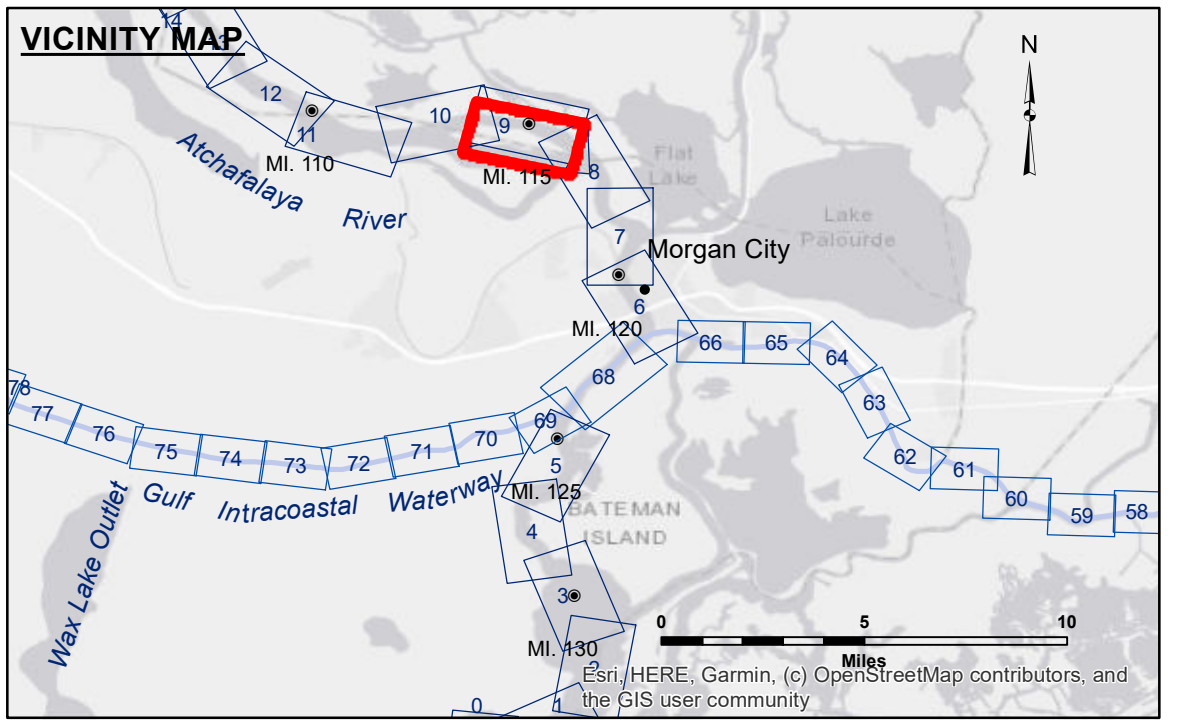 VICINITY MAP
14
13
12
11
MI. 110
10
9
MI. 115
8
N
Flat
Lake
Lake
Palourde
Atchafalaya
River
7
Morgan City
6
MI. 120
66
65
64
63
62
61
60
59
58
68
69
70
71
72
73
74
75
76
77
78
Gulf Intracoastal Waterway
Wax Lake Outlet
5
MI. 125
BATEMAN
ISLAND
4
3
MI. 130
2
1
0
0 5 10
Miles
Esri, HERE, Garmin, (c) OpenStreetMap contributors, and
the GIS user community